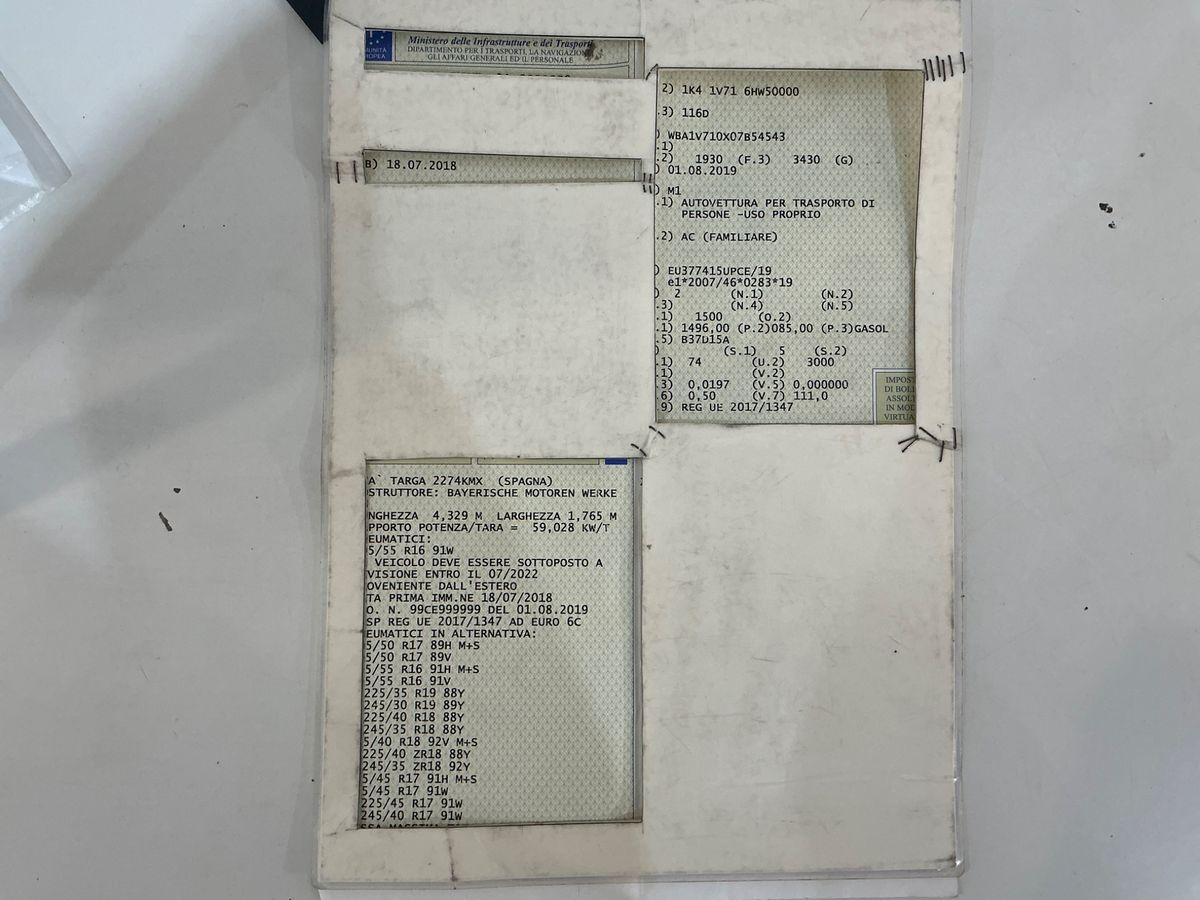 UNITÀ
ROPEA
Ministero delle Infrastrutture e dei Trasporti
DIPARTIMENTO PER I TRASPORTI, LA NAVIGAZIONE
GLI AFFARI GENERALI ED IL PERSONALE
B) 18.07.2018
.2) 1K4 1V71 6HW50000
.3) 116D
) WBA1V710X07B54543
.1)
.2) 1930 (F.3) 3430 (G)
) 01.08.2019
) M1
.1) AUTOVETTURA PER TRASPORTO DI
PERSONE -USO PROPRIO
.2) AC (FAMILIARE)
) EU377415UPCE/19
e1*2007/46*0283*19
) 2 (N.1) (N.2)
.3) (N.4) (N.5)
.1) 1500 (O.2)
.1) 1496,00 (P.2)085,00 (P.3)GASOL
.5) B37D15A
) (S.1) 5 (S.2)
.1) 74 (U.2) 3000
.1) (V.2)
.3) 0,0197 (V.5) 0,000000
.6) 0,50 (V.7) 111,0
.9) REG UE 2017/1347
IMPOST
DI BOL
ASSOL
IN MOD
VIRTUA
A` TARGA 2274KMX (SPAGNA)
STRUTTORE: BAYERISCHE MOTOREN WERKE
NGHEZZA 4,329 M LARGHEZZA 1,765 M
PPORTO POTENZA/TARA = 59,028 KW/T
EUMATICI:
5/55 R16 91W
VEICOLO DEVE ESSERE SOTTOPOSTO A
VISIONE ENTRO IL 07/2022
OVENIENTE DALL'ESTERO
TA PRIMA IMM.NE 18/07/2018
O. N. 99CE999999 DEL 01.08.2019
SP REG UE 2017/1347 AD EURO 6C
EUMATICI IN ALTERNATIVA:
5/50 R17 89H M+S
5/50 R17 89V
5/55 R16 91H M+S
5/55 R16 91V
225/35 R19 88Y
245/30 R19 89Y
225/40 R18 88Y
245/35 R18 88Y
5/40 R18 92V M+S
225/40 ZR18 88Y
245/35 ZR18 92Y
5/45 R17 91H M+S
5/45 R17 91W
225/45 R17 91W
245/40 R17 91W